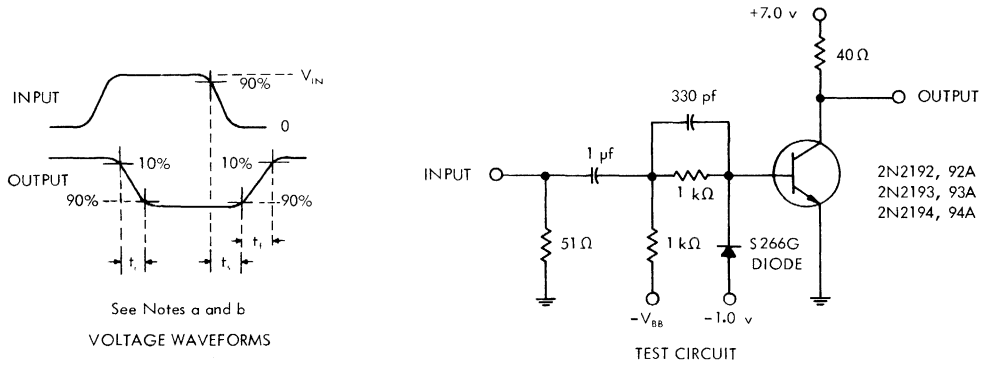 INPUT
90%
V_IN
0
OUTPUT
10%
10%
90%
90%
t_r
t_s
t_f
See Notes a and b
VOLTAGE WAVEFORMS
+7.0 v
40 Ω
OUTPUT
330 pf
1 μf
INPUT
1 kΩ
2N2192, 92A
2N2193, 93A
2N2194, 94A
51 Ω
1 kΩ
S266G
DIODE
-V_BB
-1.0 v
TEST CIRCUIT